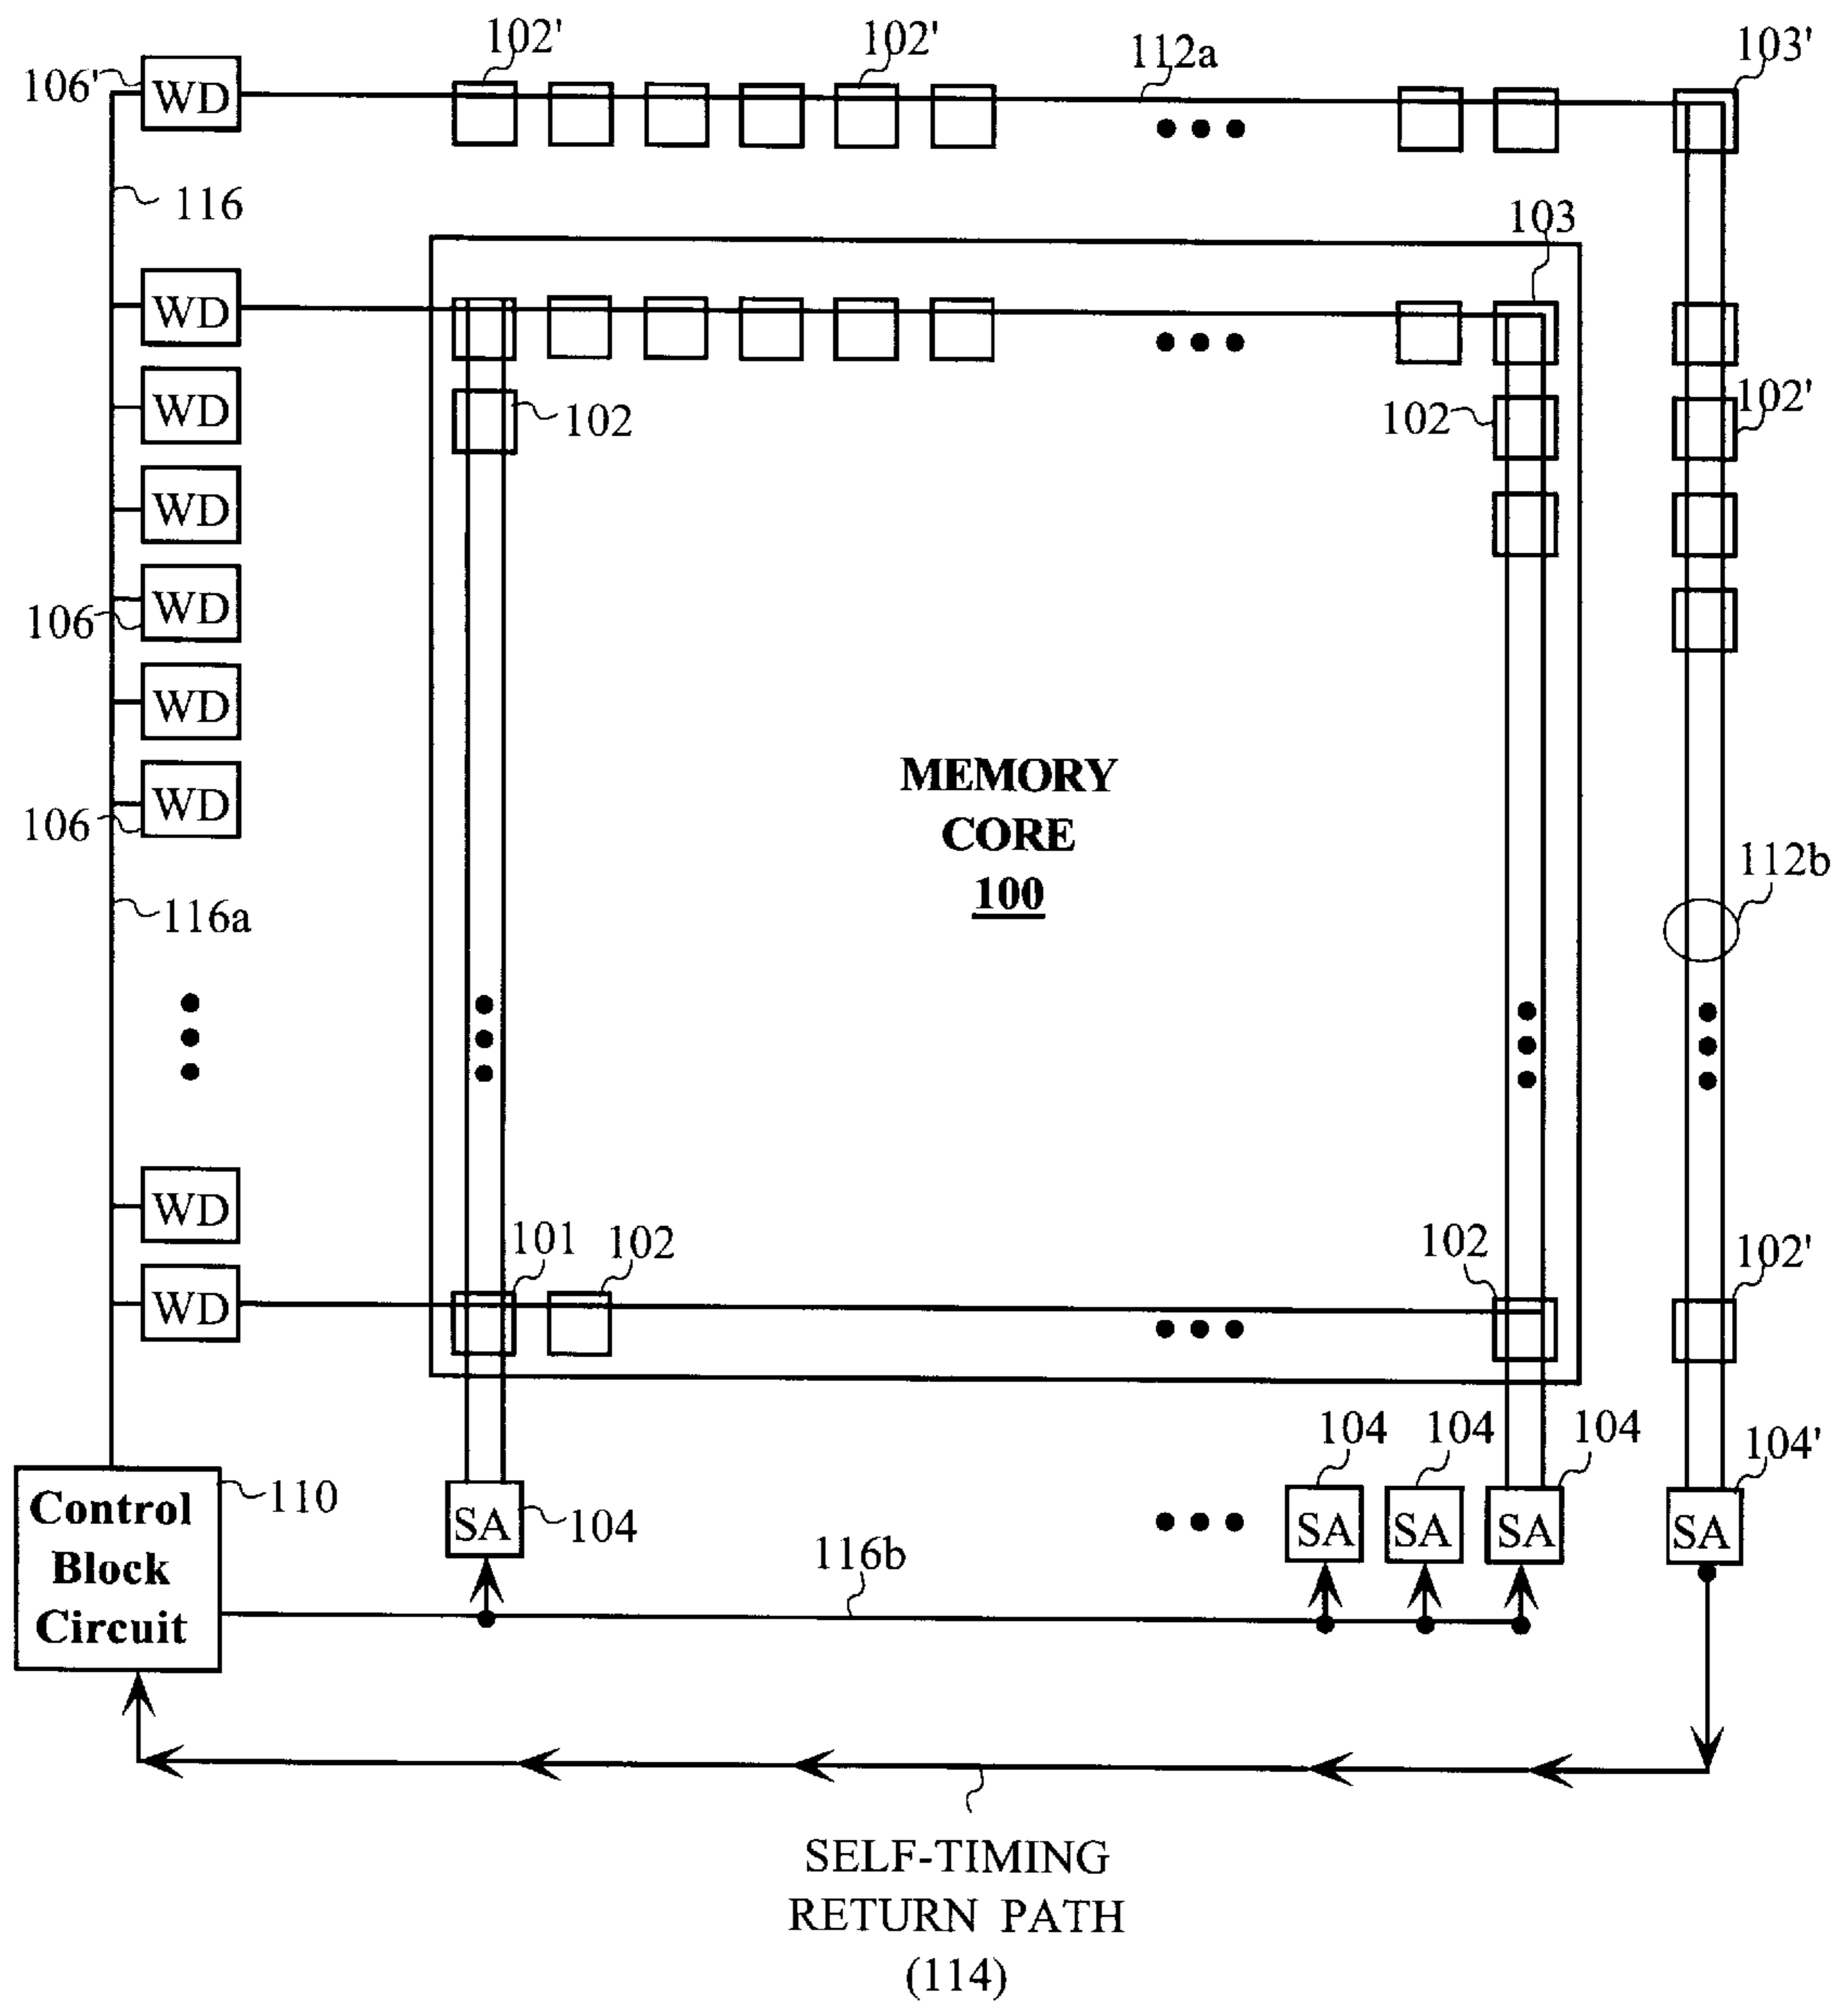 102'
102'
112a
103'
106'
WD
116
103
WD
WD
102
102
102'
WD
WD
106
WD
WD
106
MEMORY
CORE
100
112b
116a
WD
101
102
102
102'
WD
104
104
104
104'
110
Control
Block
Circuit
SA
104
SA
SA
SA
SA
116b
SELF-TIMING
RETURN PATH
(114)